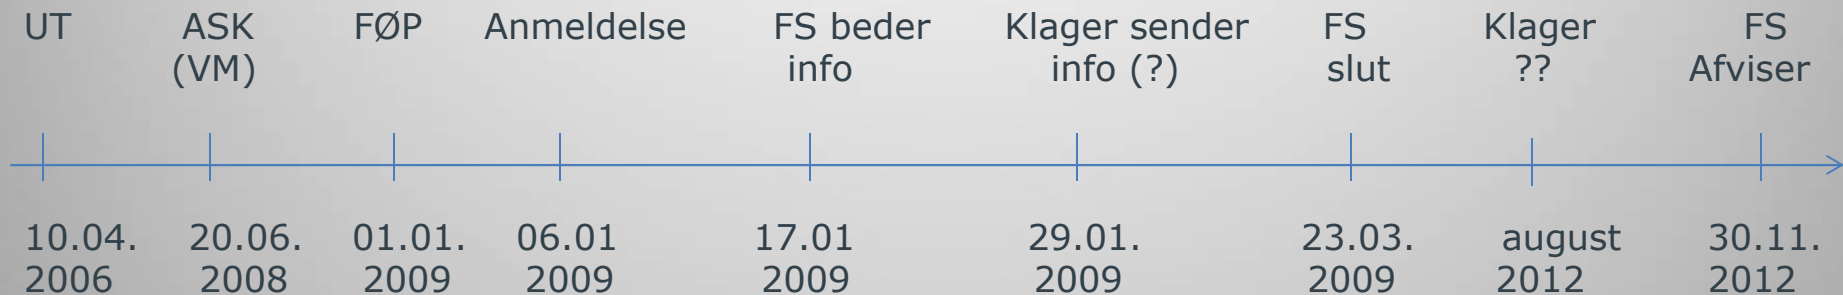 UT ASK FØP Anmeldelse FS beder Klager sender FS Klager FS
(VM) info info (?) slut ?? Afviser
10.04. 20.06. 01.01. 06.01 17.01 29.01. 23.03. august 30.11.
2006 2008 2009 2009 2009 2009 2009 2012 2012